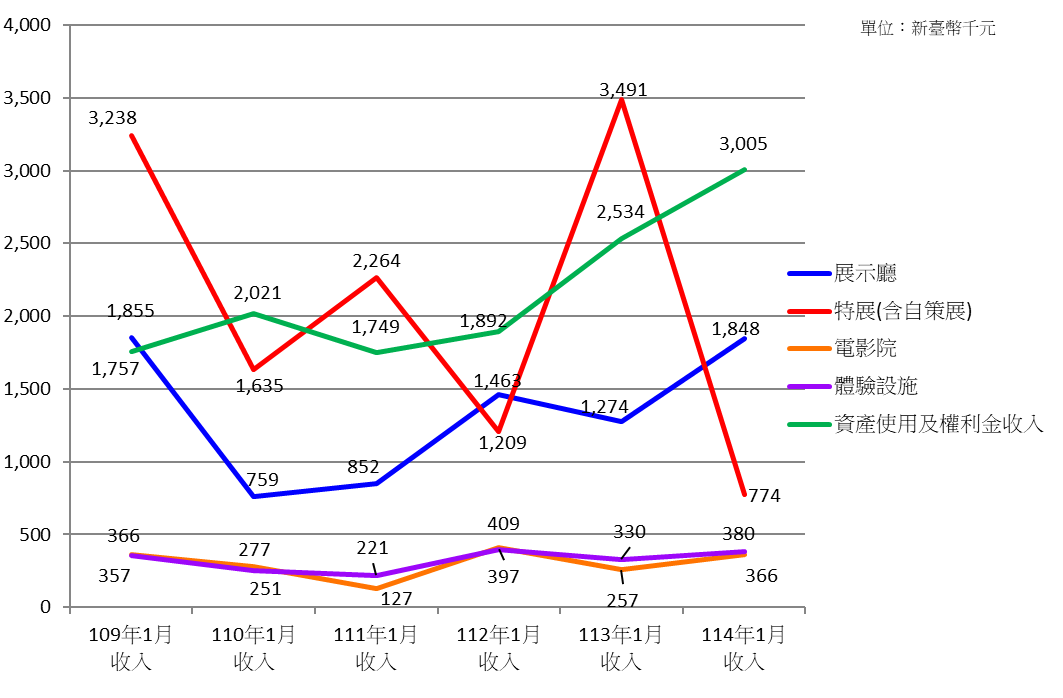 4,000
單位：新臺幣千元
3,500
3,491
3,238
3,005
3,000
2,534
2,500
2,264
2,021
2,000
1,855
1,749
1,892
1,848
1,757
1,635
1,500
1,463
1,274
1,209
1,000
759
852
774
500
366
277
221
409
330
380
357
251
127
397
257
366
0
展示廳
特展(含自策展)
電影院
體驗設施
資產使用及權利金收入
109年1月
收入
110年1月
收入
111年1月
收入
112年1月
收入
113年1月
收入
114年1月
收入